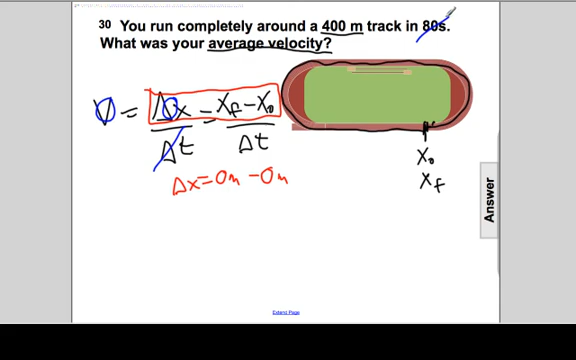 30 You run completely around a 400 m track in 80s.
What was your average velocity?
V = Δx/Δt = Xf - X₀/Δt
Δx = 0m - 0m
X₀
Xf
Answer
Extend Page